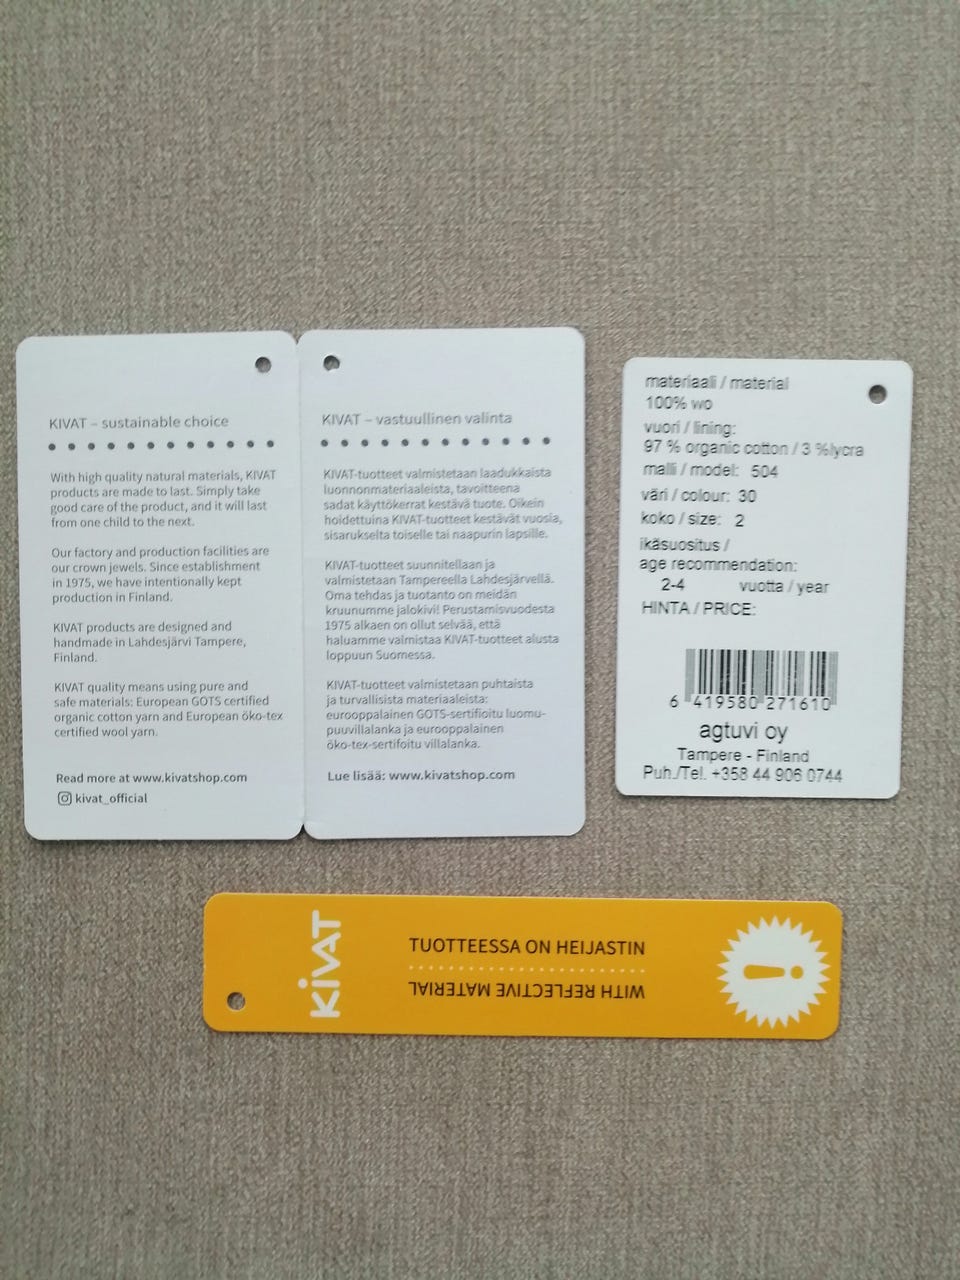 KIVAT – sustainable choice
With high quality natural materials, KIVAT
products are made to last. Simply take
good care of the product, and it will last
from one child to the next.
Our factory and production facilities are
our crown jewels. Since establishment
in 1975, we have intentionally kept
production in Finland.
KIVAT products are designed and
handmade in Lahdesjärvi Tampere,
Finland.
KIVAT quality means using pure and
safe materials: European GOTS certified
organic cotton yarn and European öko-tex
certified wool yarn.
Read more at www.kivatshop.com
kivat_official
KIVAT – vastuullinen valinta
KIVAT-tuotteet valmistetaan laadukkaista
luonnonmateriaaleista, tavoitteena
sadat käyttökerrat kestävä tuote. Oikein
hoidettuina KIVAT-tuotteet kestävät vuosia,
sisarukselta toiselle tai naapurin lapsille.
KIVAT-tuotteet suunnitellaan ja
valmistetaan Tampereella Lahdesjärvellä.
Oma tehdas ja tuotanto on meidän
kruunumme jalokivi! Perustamisvuodesta
1975 alkaen on ollut selvää, että
haluamme valmistaa KIVAT-tuotteet alusta
loppuun Suomessa.
KIVAT-tuotteet valmistetaan puhtaista
ja turvallisista materiaaleista:
eurooppalainen GOTS-sertifioitu luomu-
puuvillalanka ja eurooppalainen
öko-tex-sertifoitu villalanka.
Lue lisää: www.kivatshop.com
materiaali / material
100% wo
vuori / lining:
97 % organic cotton / 3 %lycra
malli / model: 504
väri / colour: 30
koko / size: 2
ikäsuositus /
age recommendation:
2-4 vuotta / year
HINTA / PRICE:
6 419580 271610
agtuvi oy
Tampere - Finland
Puh./Tel. +358 44 906 0744
KIVAT
TUOTTEESSA ON HEIJASTIN
WITH REFLECTIVE MATERIAL
!